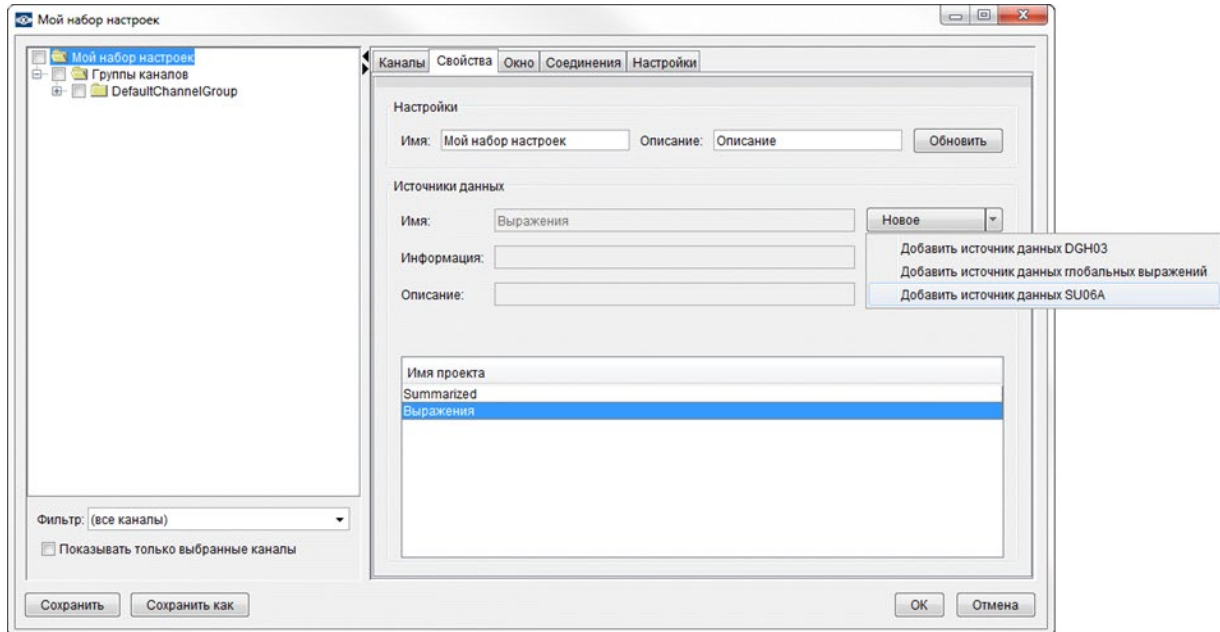 Мой набор настроек
Мой набор настроек
Группы каналов
DefaultChannelGroup
Фильтр: (все каналы)
Показывать только выбранные каналы
Каналы Свойства Окно Соединения Настройки
Настройки
Имя: Мой набор настроек Описание: Описание Обновить
Источники данных
Имя: Выражения Новое
Информация:
Описание:
Добавить источник данных DGH03
Добавить источник данных глобальных выражений
Добавить источник данных SU06A
Имя проекта
Summarized
Выражения
Сохранить Сохранить как OK Отмена